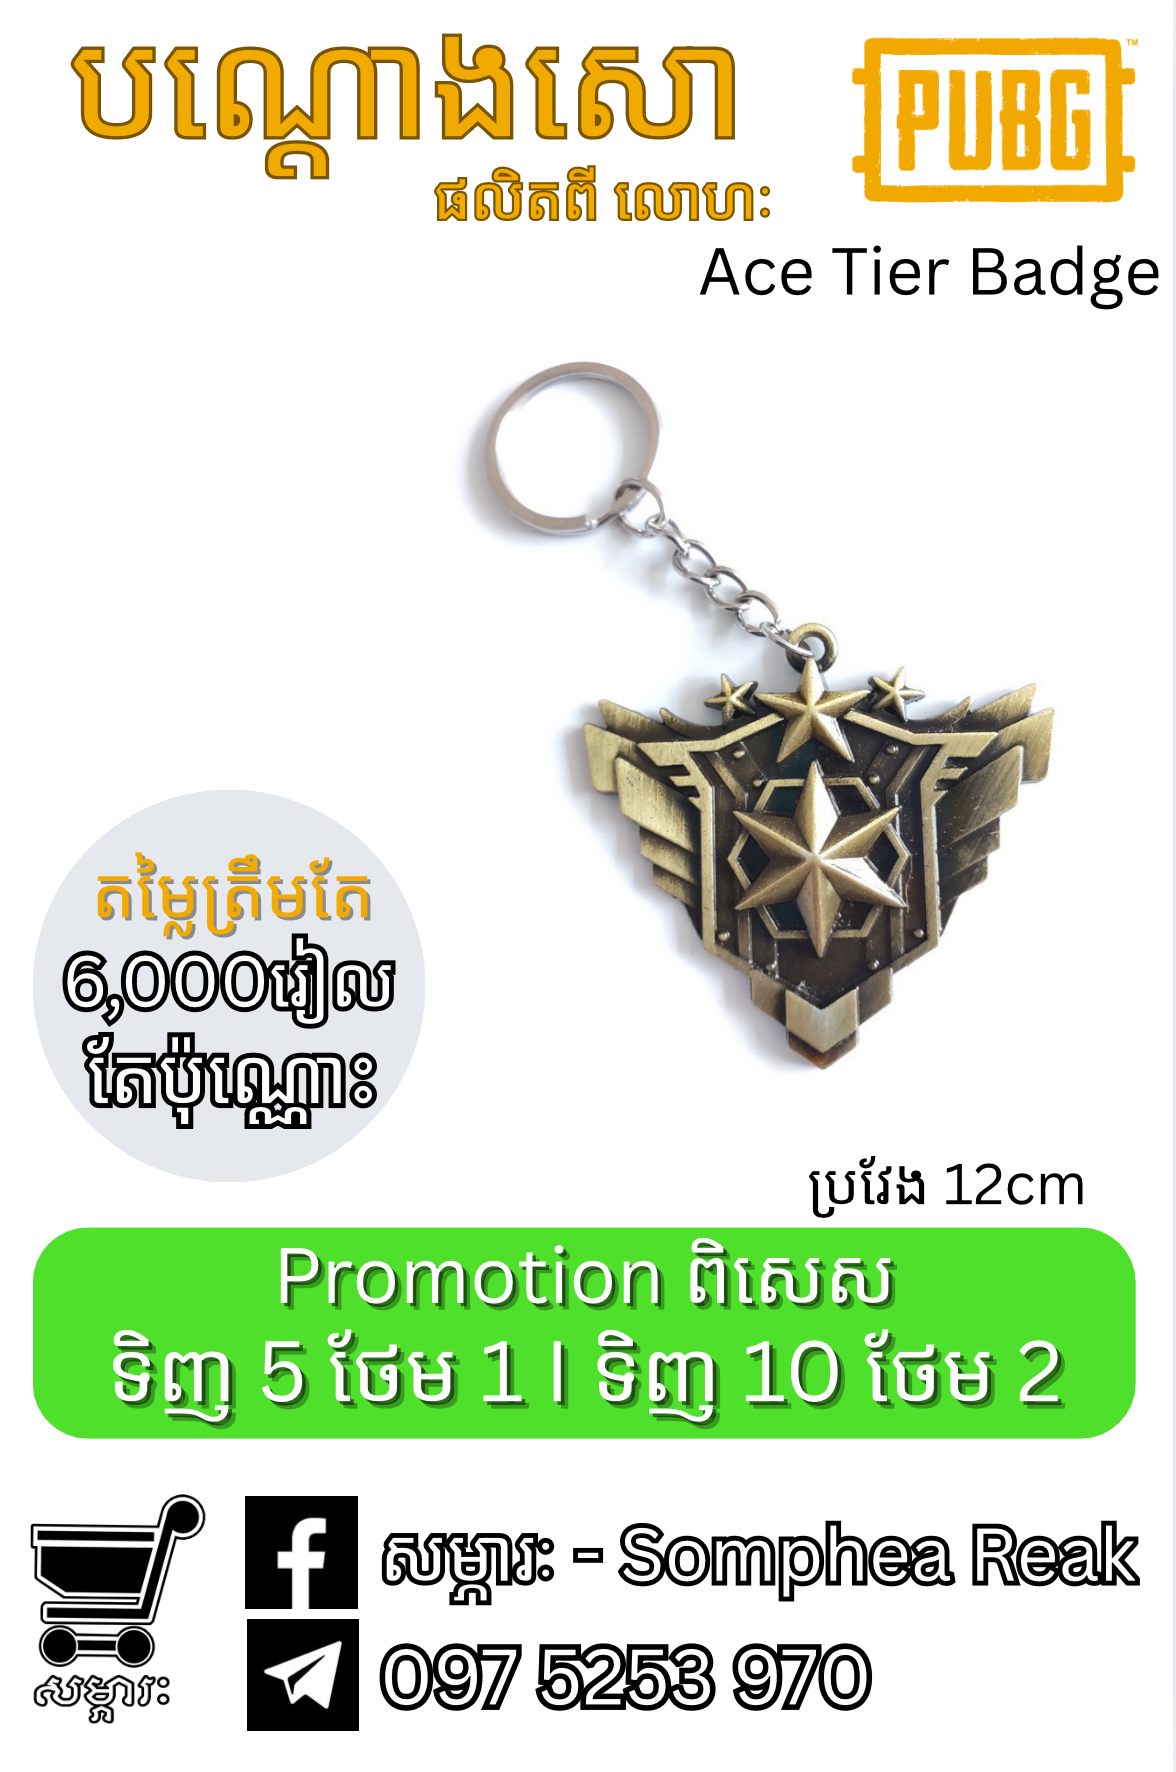 បណ្ដោងសោ
ផលិតពី លោហៈ
PUBG™
Ace Tier Badge
តម្លៃត្រឹមតែ
6,000រៀល
តែប៉ុណ្ណោះ
ប្រវែង 12cm
Promotion ពិសេស
ទិញ 5 ថែម 1 | ទិញ 10 ថែម 2
សម្ភារៈ - Somphea Reak
097 5253 970
សម្ភារៈ